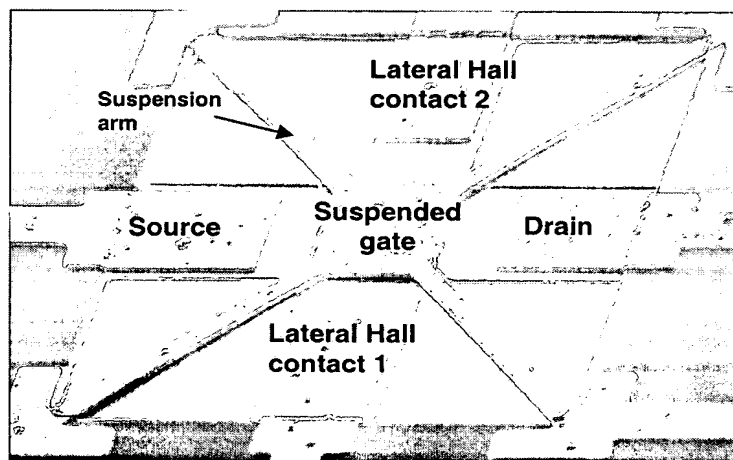 Lateral Hall
contact 2
Suspension
arm
Source
Suspended
gate
Drain
Lateral Hall
contact 1